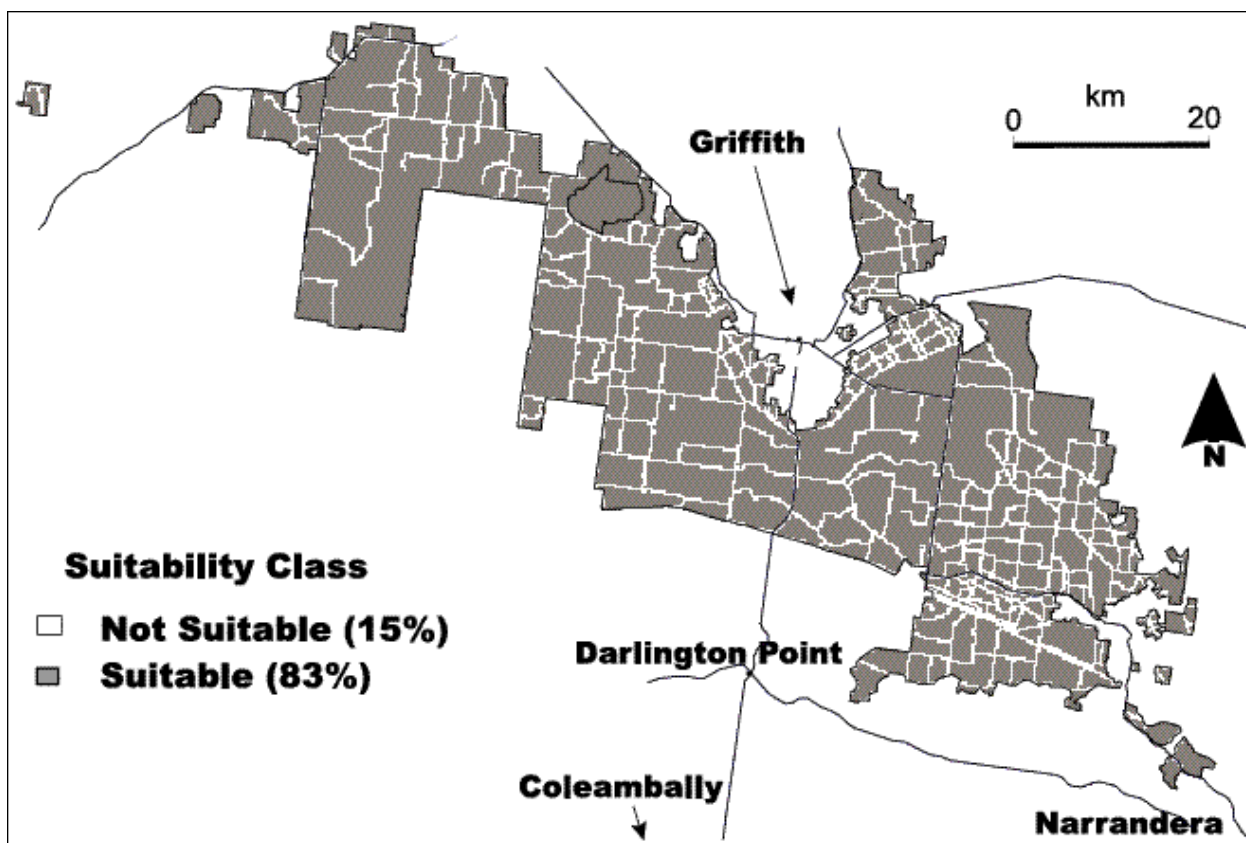 km
0 20
Griffith
N
Suitability Class
Not Suitable (15%)
Suitable (83%)
Darlington Point
Coleambally
Narrandera